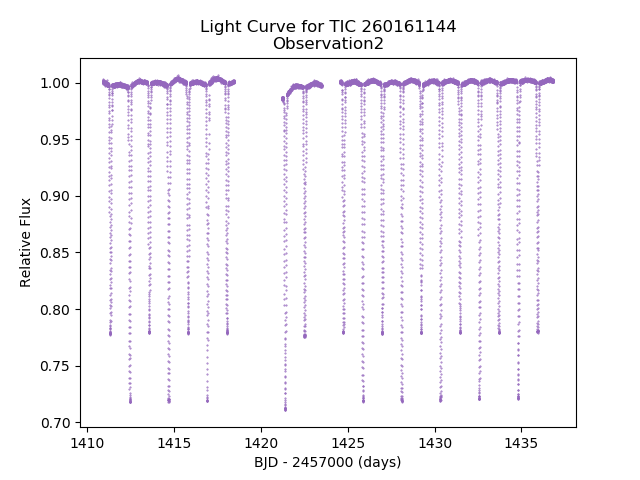 Light Curve for TIC 260161144
Observation2
1.00
0.95
0.90
0.85
0.80
0.75
0.70
Relative Flux
1410 1415 1420 1425 1430 1435
BJD - 2457000 (days)